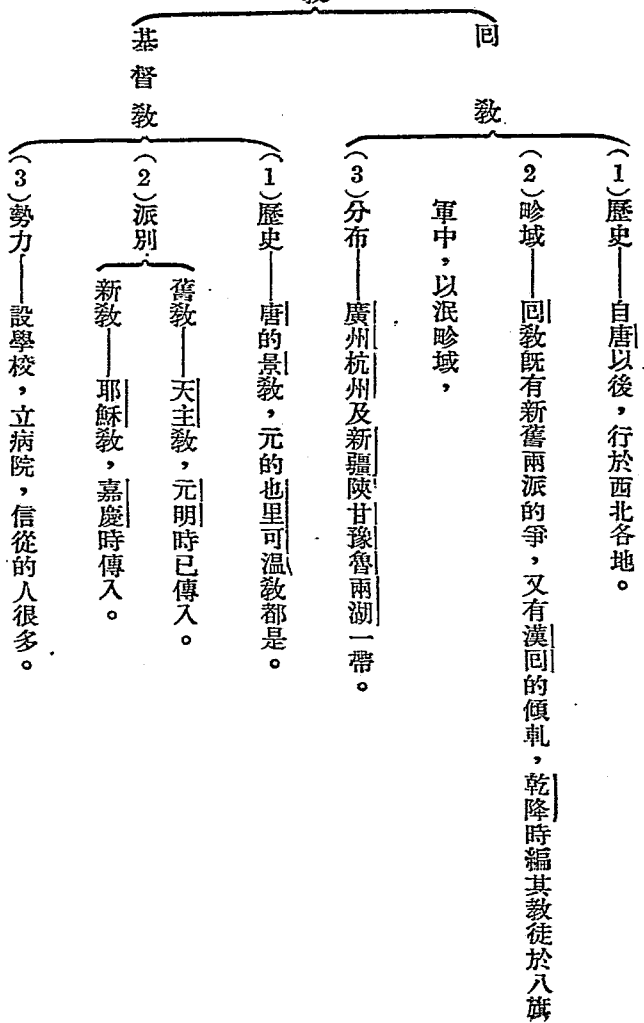 教
回教
(1)歷史——自唐以後，行於西北各地。
(2)畛域——回教旣有新舊兩派的爭，又有漢回的傾軋，乾隆時編其教徒於八旗
軍中，以泯畛域，
(3)分布——廣州杭州及新疆陝甘豫魯兩湖一帶。
基督教
(1)歷史——唐的景教，元的也里可溫教都是。
(2)派別
舊教——天主教，元明時已傳入。
新教——耶穌教，嘉慶時傳入。
(3)勢力——設學校，立病院，信從的人很多。